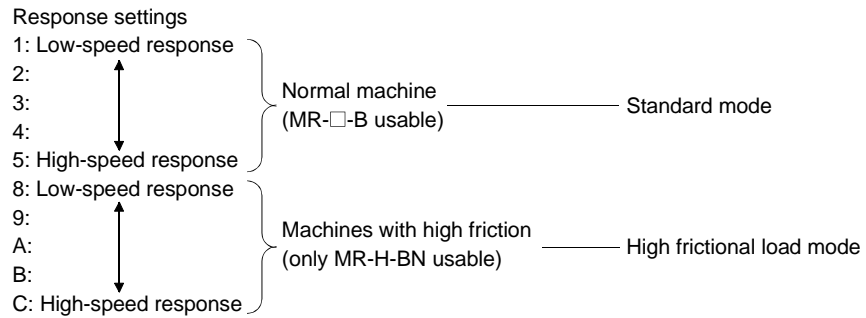 Response settings
1: Low-speed response
2:
3:
4:
5: High-speed response
Normal machine
(MR-□-B usable)
Standard mode
8: Low-speed response
9:
A:
B:
C: High-speed response
Machines with high friction
(only MR-H-BN usable)
High frictional load mode